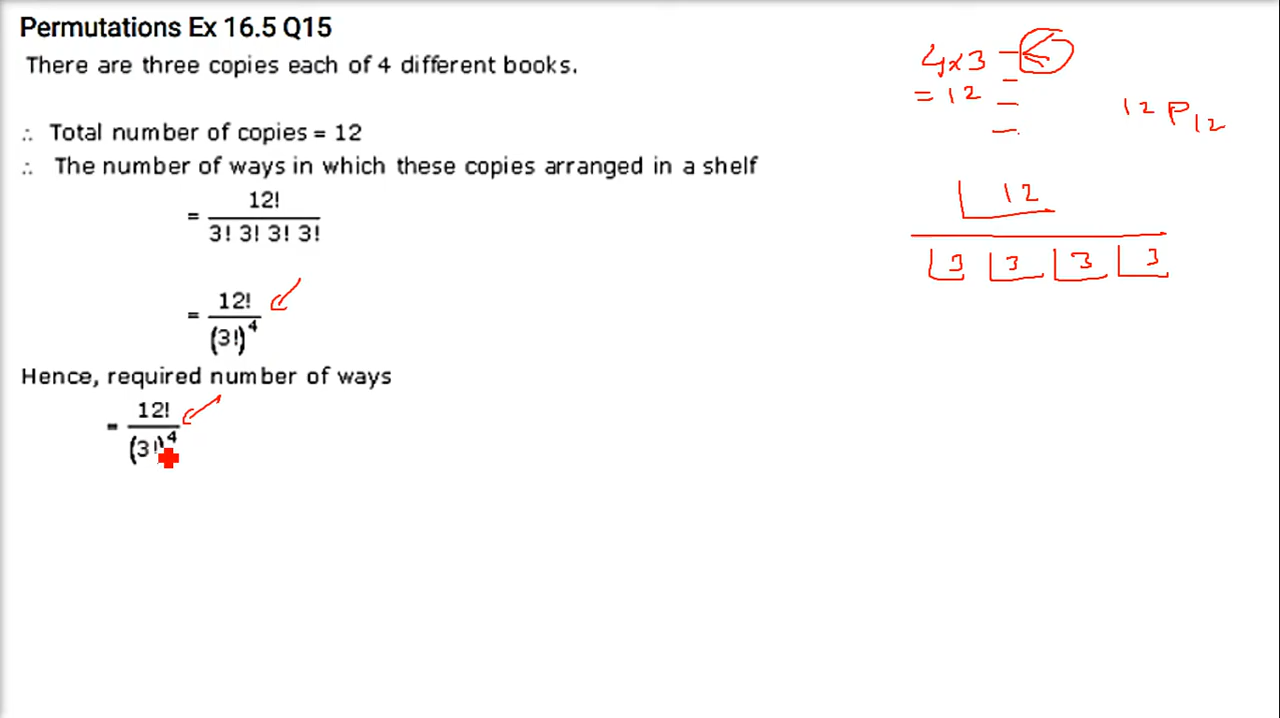 Permutations Ex 16.5 Q15
There are three copies each of 4 different books.
∴ Total number of copies = 12
∴ The number of ways in which these copies arranged in a shelf
= 12! / 3! 3! 3! 3!
= 12! / (3!)^4
Hence, required number of ways
= 12! / (3!)^4
4x3
= 12
12 P 12
12
3 3 3 3